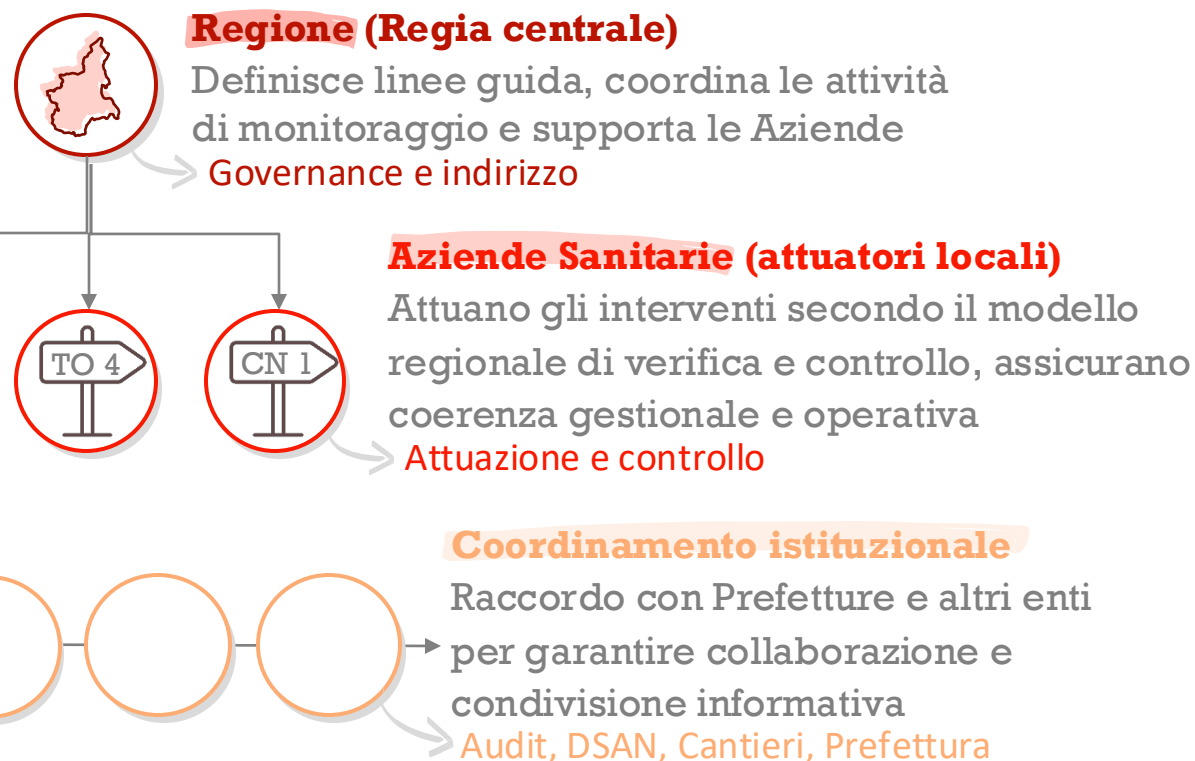 Regione (Regia centrale)
Definisce linee guida, coordina le attività
di monitoraggio e supporta le Aziende
Governance e indirizzo
Aziende Sanitarie (attuatori locali)
Attuano gli interventi secondo il modello
regionale di verifica e controllo, assicurano
coerenza gestionale e operativa
Attuazione e controllo
TO 4
CN 1
Coordinamento istituzionale
Raccordo con Prefetture e altri enti
per garantire collaborazione e
condivisione informativa
Audit, DSAN, Cantieri, Prefettura